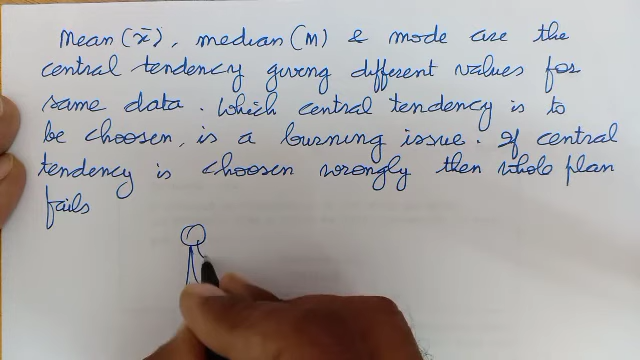 Mean (x̄), median (M) & mode are the
central tendency giving different values for
same data. Which central tendency is to
be choosen, is a burning issue. If central
tendency is choosen wrongly then whole plan
fails